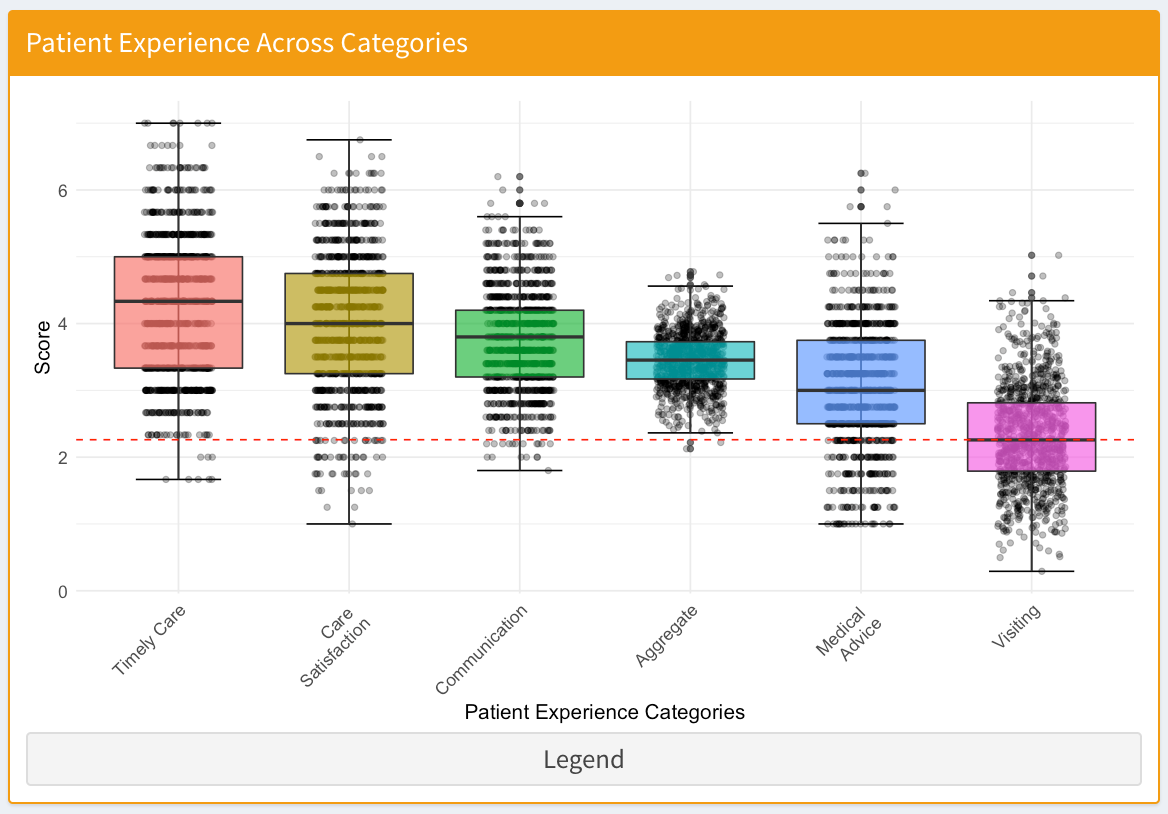 Patient Experience Across Categories
6
4
2
0
Score
Timely Care
Care
Satisfaction
Communication
Aggregate
Medical
Advice
Visiting
Patient Experience Categories
Legend